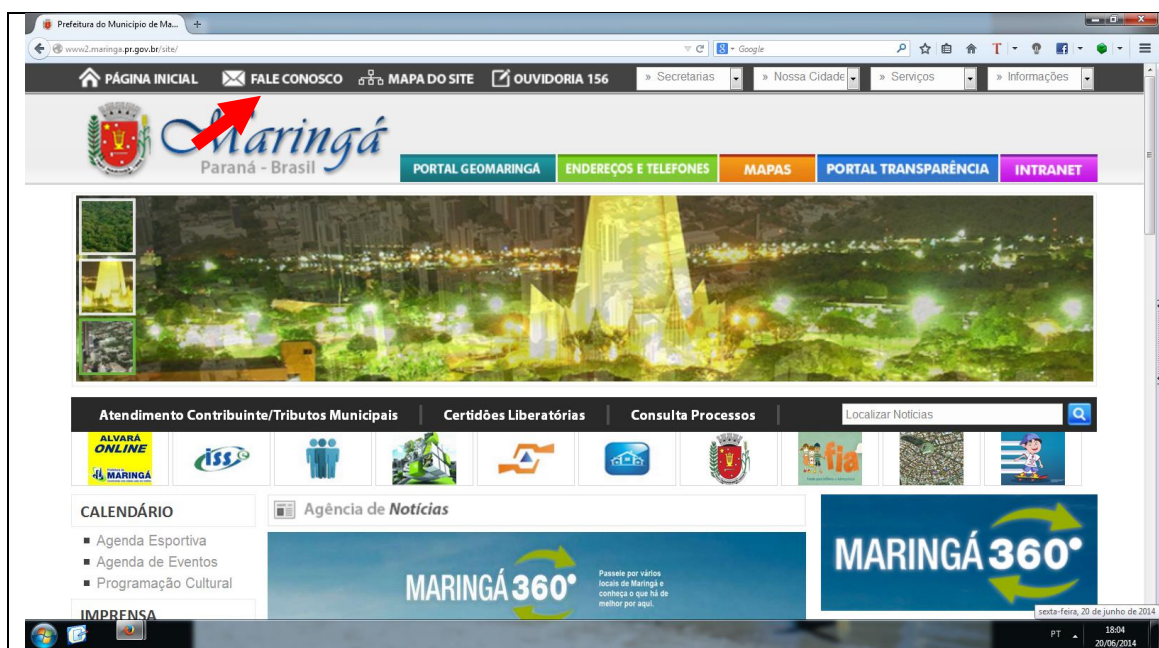 Prefeitura do Município de Ma...
www2.maringa.pr.gov.br/site/
Google
PÁGINA INICIAL FALE CONOSCO MAPA DO SITE OUVIDORIA 156 » Secretarias » Nossa Cidade » Serviços » Informações
Maringá
Paraná - Brasil
PORTAL GEOMARINGÁ ENDEREÇOS E TELEFONES MAPAS PORTAL TRANSPARÊNCIA INTRANET
Atendimento Contribuinte/Tributos Municipais Certidões Liberatórias Consulta Processos Localizar Notícias
ALVARÁ
ONLINE
MARINGÁ
iss
fia
CALENDÁRIO
Agenda Esportiva
Agenda de Eventos
Programação Cultural
IMPRENSA
Agência de Notícias
MARINGÁ 360°
Passeie por vários
locais de Maringá e
conheça o que há de
melhor por aqui.
MARINGÁ 360°
sexta-feira, 20 de junho de 2014
PT
18:04
20/06/2014